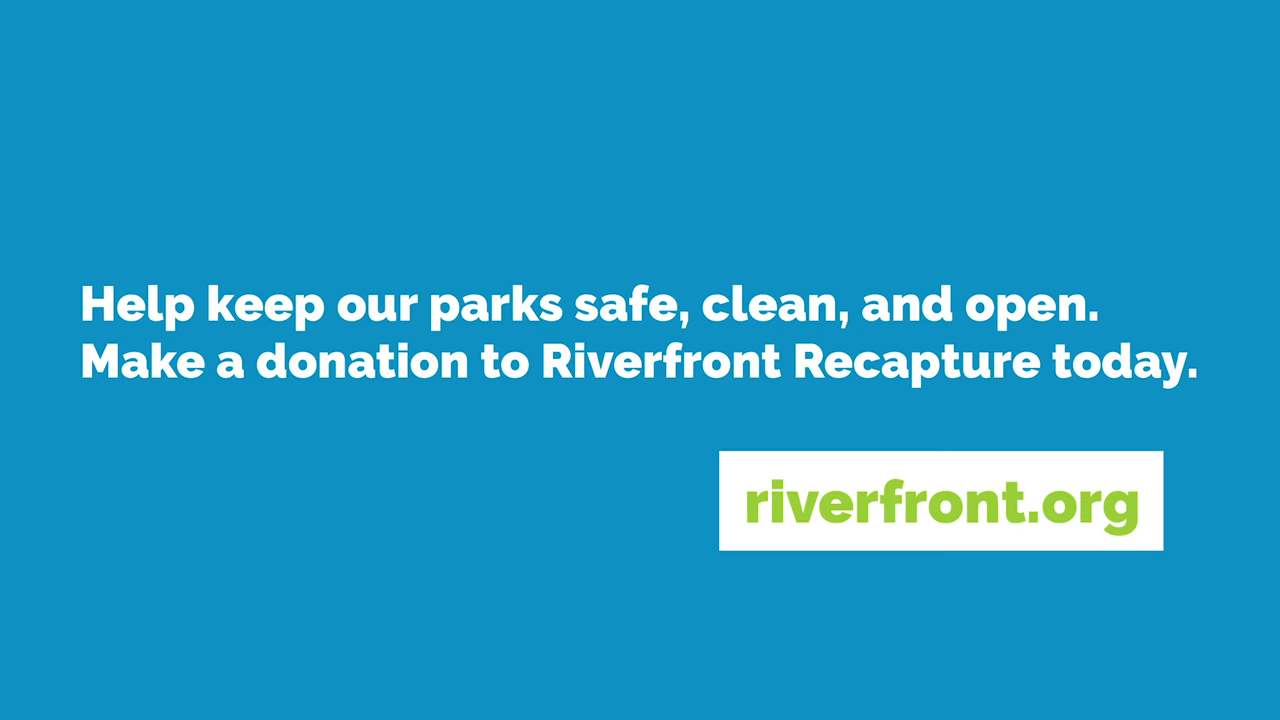 Help keep our parks safe, clean, and open.
Make a donation to Riverfront Recapture today.
riverfront.org